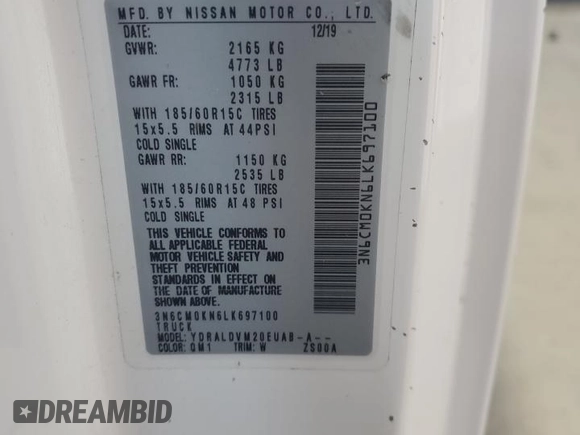 MFD. BY NISSAN MOTOR CO., LTD.
DATE: 12/19
GVWR: 2165 KG
4773 LB
GAWR FR: 1050 KG
2315 LB
WITH 185/60R15C TIRES
15x5.5 RIMS AT 44PSI
COLD SINGLE
GAWR RR: 1150 KG
2535 LB
WITH 185/60R15C TIRES
15x5.5 RIMS AT 48 PSI
COLD SINGLE
THIS VEHICLE CONFORMS TO
ALL APPLICABLE FEDERAL
MOTOR VEHICLE SAFETY AND
THEFT PREVENTION
STANDARDS IN EFFECT ON
THE DATE OF MANUFACTURE
SHOWN ABOVE.
3N6CM0KN6LK697100
TRUCK
MODEL: YDRALDVM20EUAB-A--
COLOR: QM1 TRIM: W ZS00A
3N6CM0KN6LK697100
DREAMBID